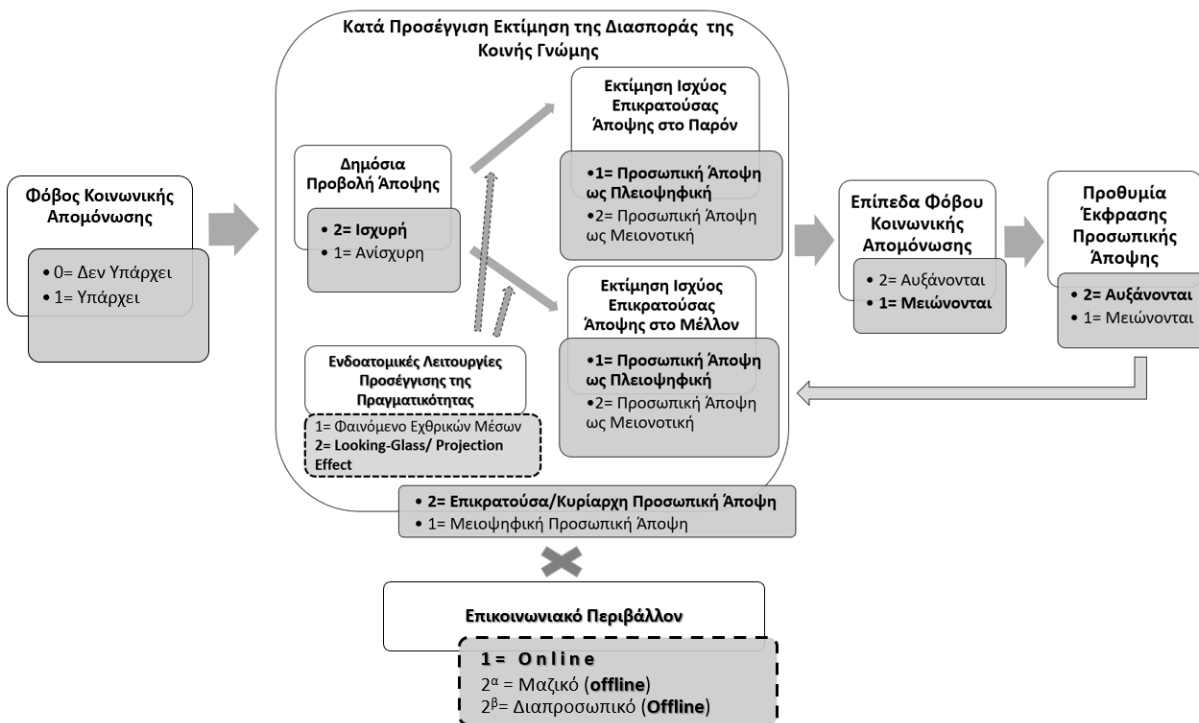 Κατά Προσέγγιση Εκτίμηση της Διασποράς της
Κοινής Γνώμης
Φόβος Κοινωνικής
Απομόνωσης
• 0= Δεν Υπάρχει
• 1= Υπάρχει
Δημόσια
Προβολή Άποψης
• 2= Ισχυρή
• 1= Ανίσχυρη
Ενδοατομικές Λειτουργίες
Προσέγγισης της
Πραγματικότητας
1= Φαινόμενο Εχθρικών Μέσων
2= Looking-Glass/ Projection
Effect
Εκτίμηση Ισχύος
Επικρατούσας
Άποψης στο Παρόν
•1= Προσωπική Άποψη
ως Πλειοψηφική
•2= Προσωπική Άποψη
ως Μειονοτική
Εκτίμηση Ισχύος
Επικρατούσας
Άποψης στο Μέλλον
•1= Προσωπική Άποψη
ως Πλειοψηφική
•2= Προσωπική Άποψη
ως Μειονοτική
• 2= Επικρατούσα/Κυρίαρχη Προσωπική Άποψη
• 1= Μειοψηφική Προσωπική Άποψη
Επίπεδα Φόβου
Κοινωνικής
Απομόνωσης
• 2= Αυξάνονται
• 1= Μειώνονται
Προθυμία
Έκφρασης
Προσωπικής
Άποψης
• 2= Αυξάνονται
• 1= Μειώνονται
Επικοινωνιακό Περιβάλλον
1 = Online
2ᵅ = Μαζικό (offline)
2ᵝ= Διαπροσωπικό (Offline)